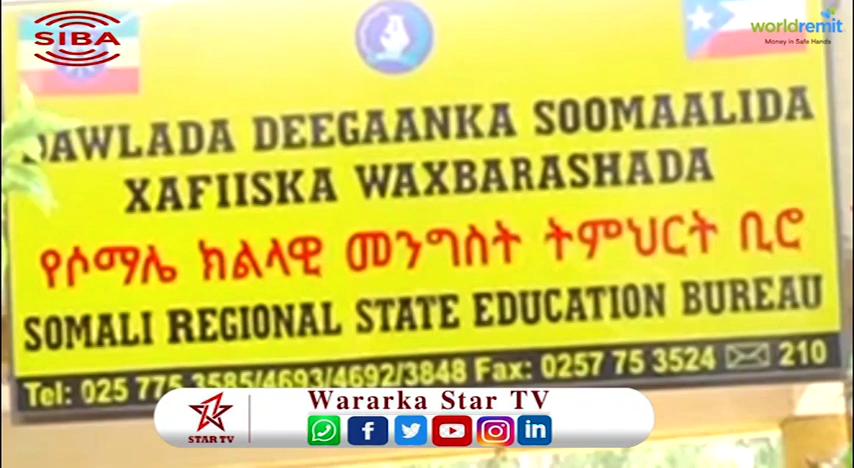 SIBA
worldremit
Money in Safe Hands
DAWLADA DEEGAANKA SOOMAALIDA
XAFIISKA WAXBARASHADA
የሶማሌ ክልላዊ መንግስት ትምህርት ቢሮ
SOMALI REGIONAL STATE EDUCATION BUREAU
Tel: 025 775 3585/4693/4692/3848 Fax: 0257 75 3524 210
Wararka Star TV
STAR TV